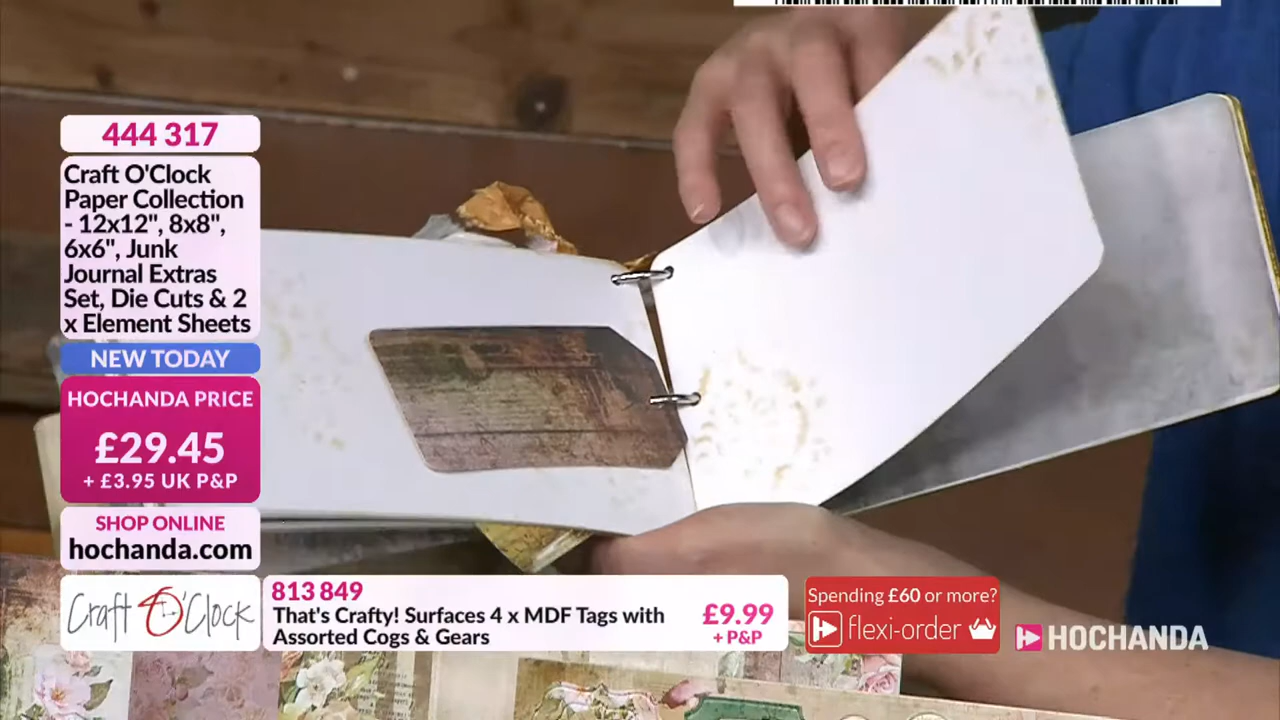 444 317
Craft O'Clock
Paper Collection
- 12x12", 8x8",
6x6", Junk
Journal Extras
Set, Die Cuts & 2
x Element Sheets
NEW TODAY
HOCHANDA PRICE
£29.45
+ £3.95 UK P&P
SHOP ONLINE
hochanda.com
Craft O'Clock
813 849
That's Crafty! Surfaces 4 x MDF Tags with
Assorted Cogs & Gears
£9.99
+ P&P
Spending £60 or more?
flexi-order
HOCHANDA